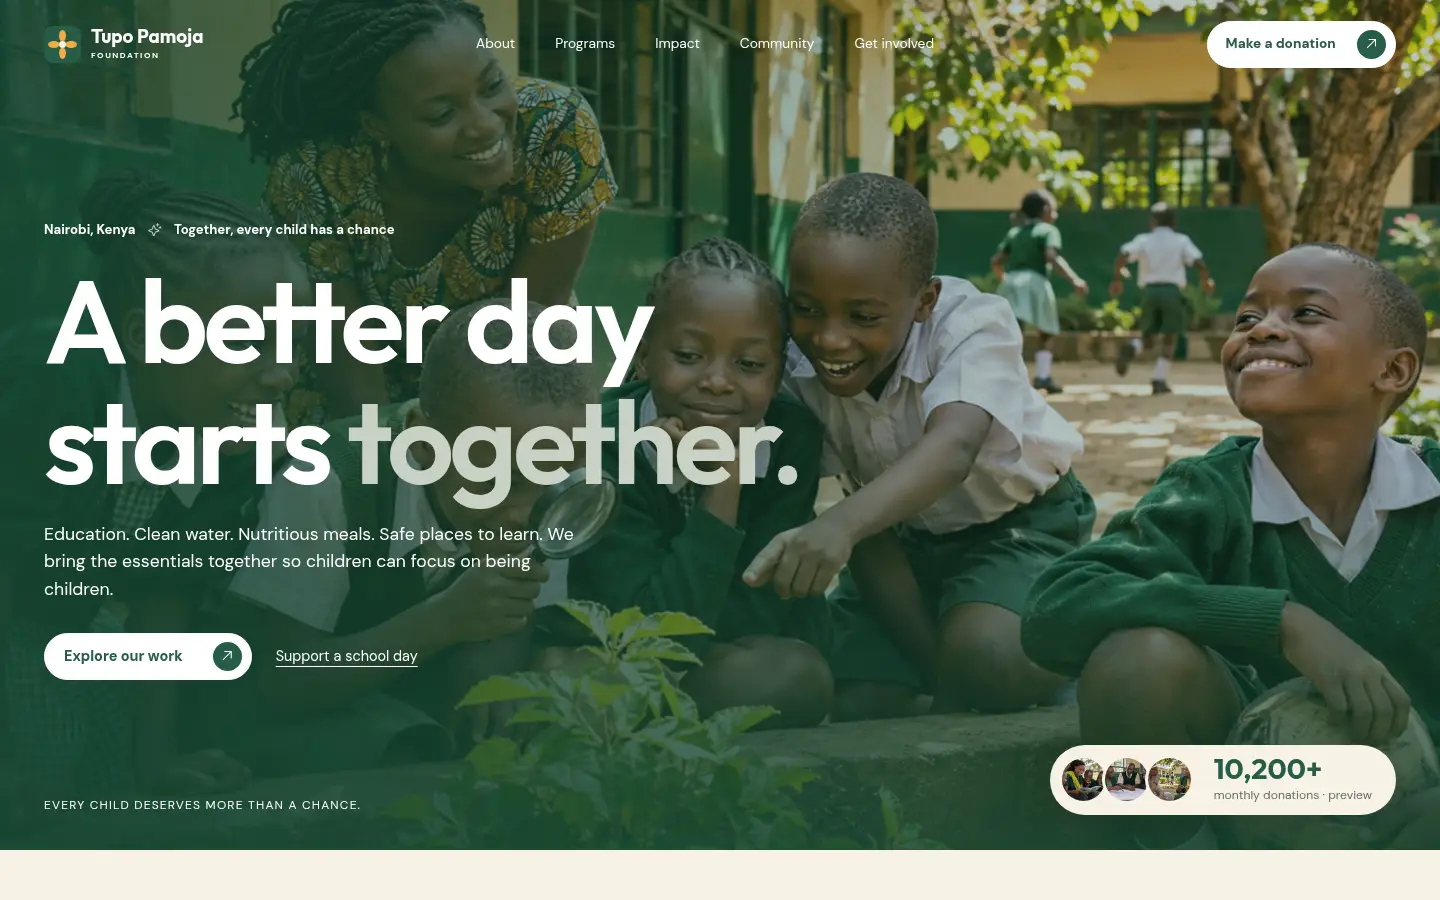 Tupo Pamoja
FOUNDATION
About
Programs
Impact
Community
Get involved
Make a donation
Nairobi, Kenya
Together, every child has a chance
A better day
starts together.
Education. Clean water. Nutritious meals. Safe places to learn. We
bring the essentials together so children can focus on being
children.
Explore our work
Support a school day
EVERY CHILD DESERVES MORE THAN A CHANCE.
10,200+
monthly donations · preview